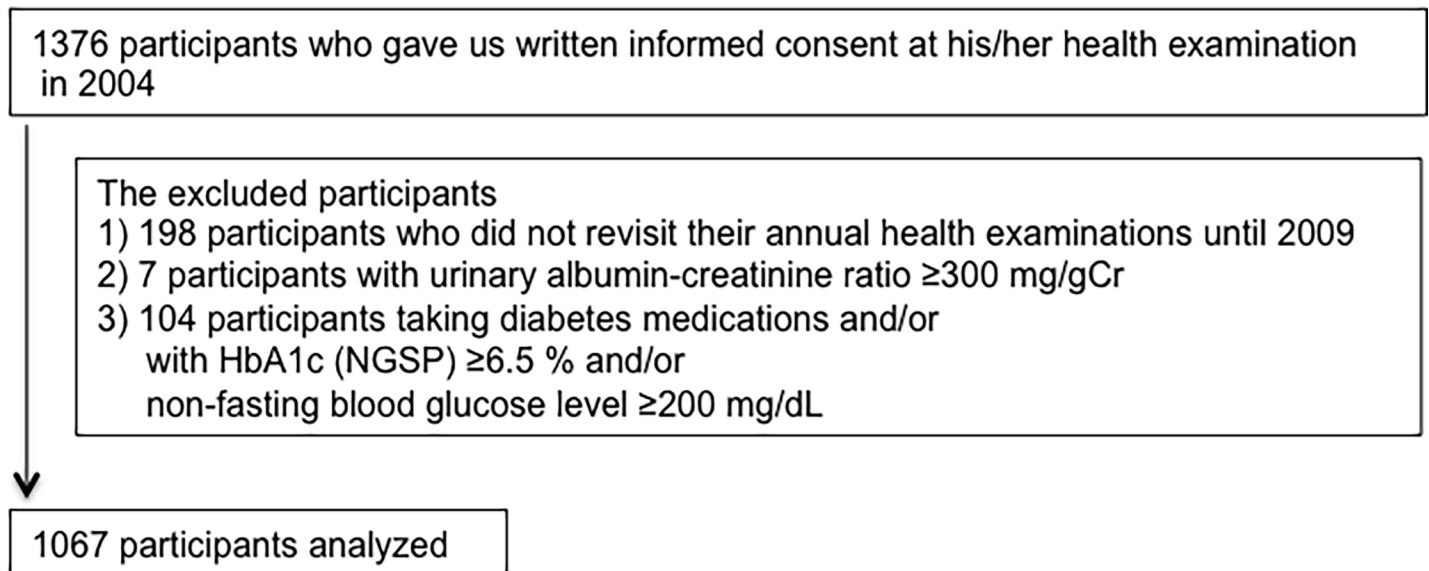 1376 participants who gave us written informed consent at his/her health examination
in 2004
The excluded participants
1) 198 participants who did not revisit their annual health examinations until 2009
2) 7 participants with urinary albumin-creatinine ratio ≥300 mg/gCr
3) 104 participants taking diabetes medications and/or
with HbA1c (NGSP) ≥6.5 % and/or
non-fasting blood glucose level ≥200 mg/dL
1067 participants analyzed